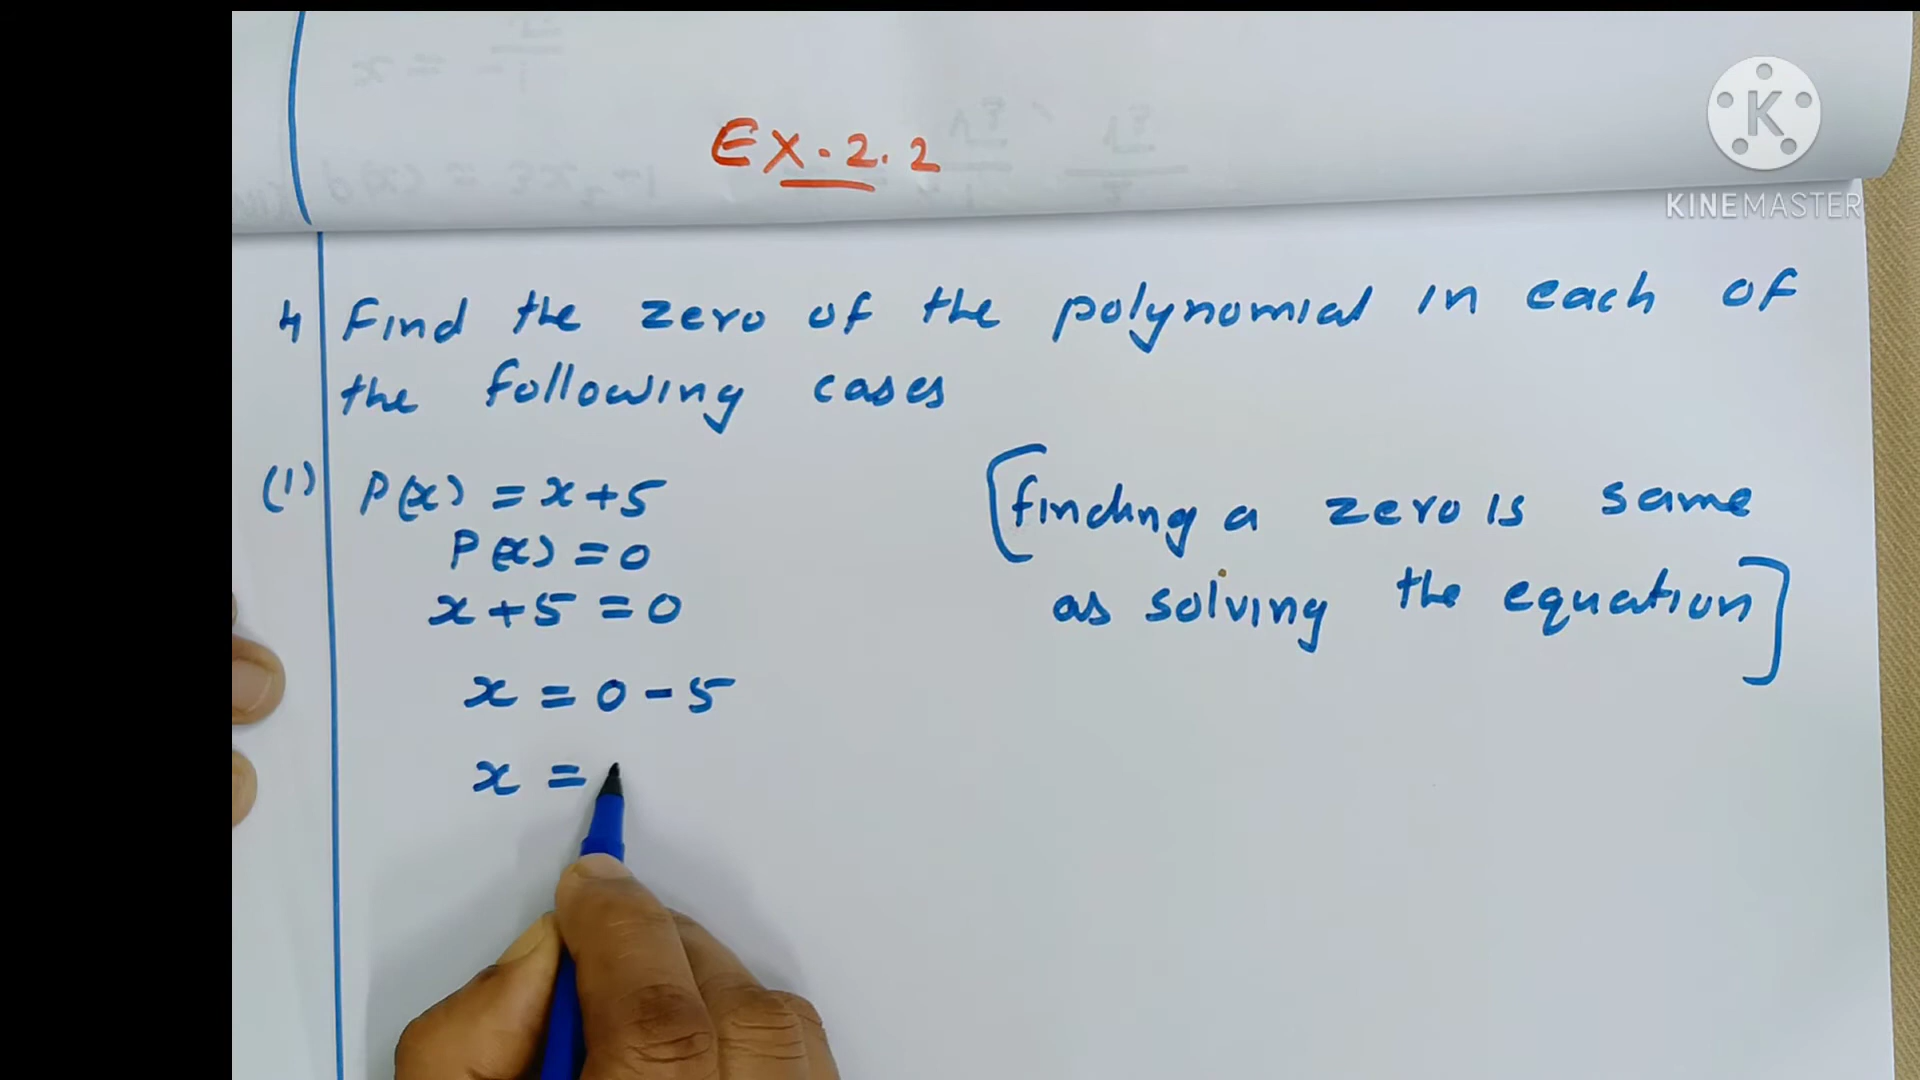 EX.2.2
K
KINEMASTER
4 Find the zero of the polynomial in each of
the following cases
(1) P(x) = x+5
P(x) = 0
x+5 = 0
x = 0-5
x =
[finding a zero is same
as solving the equation]